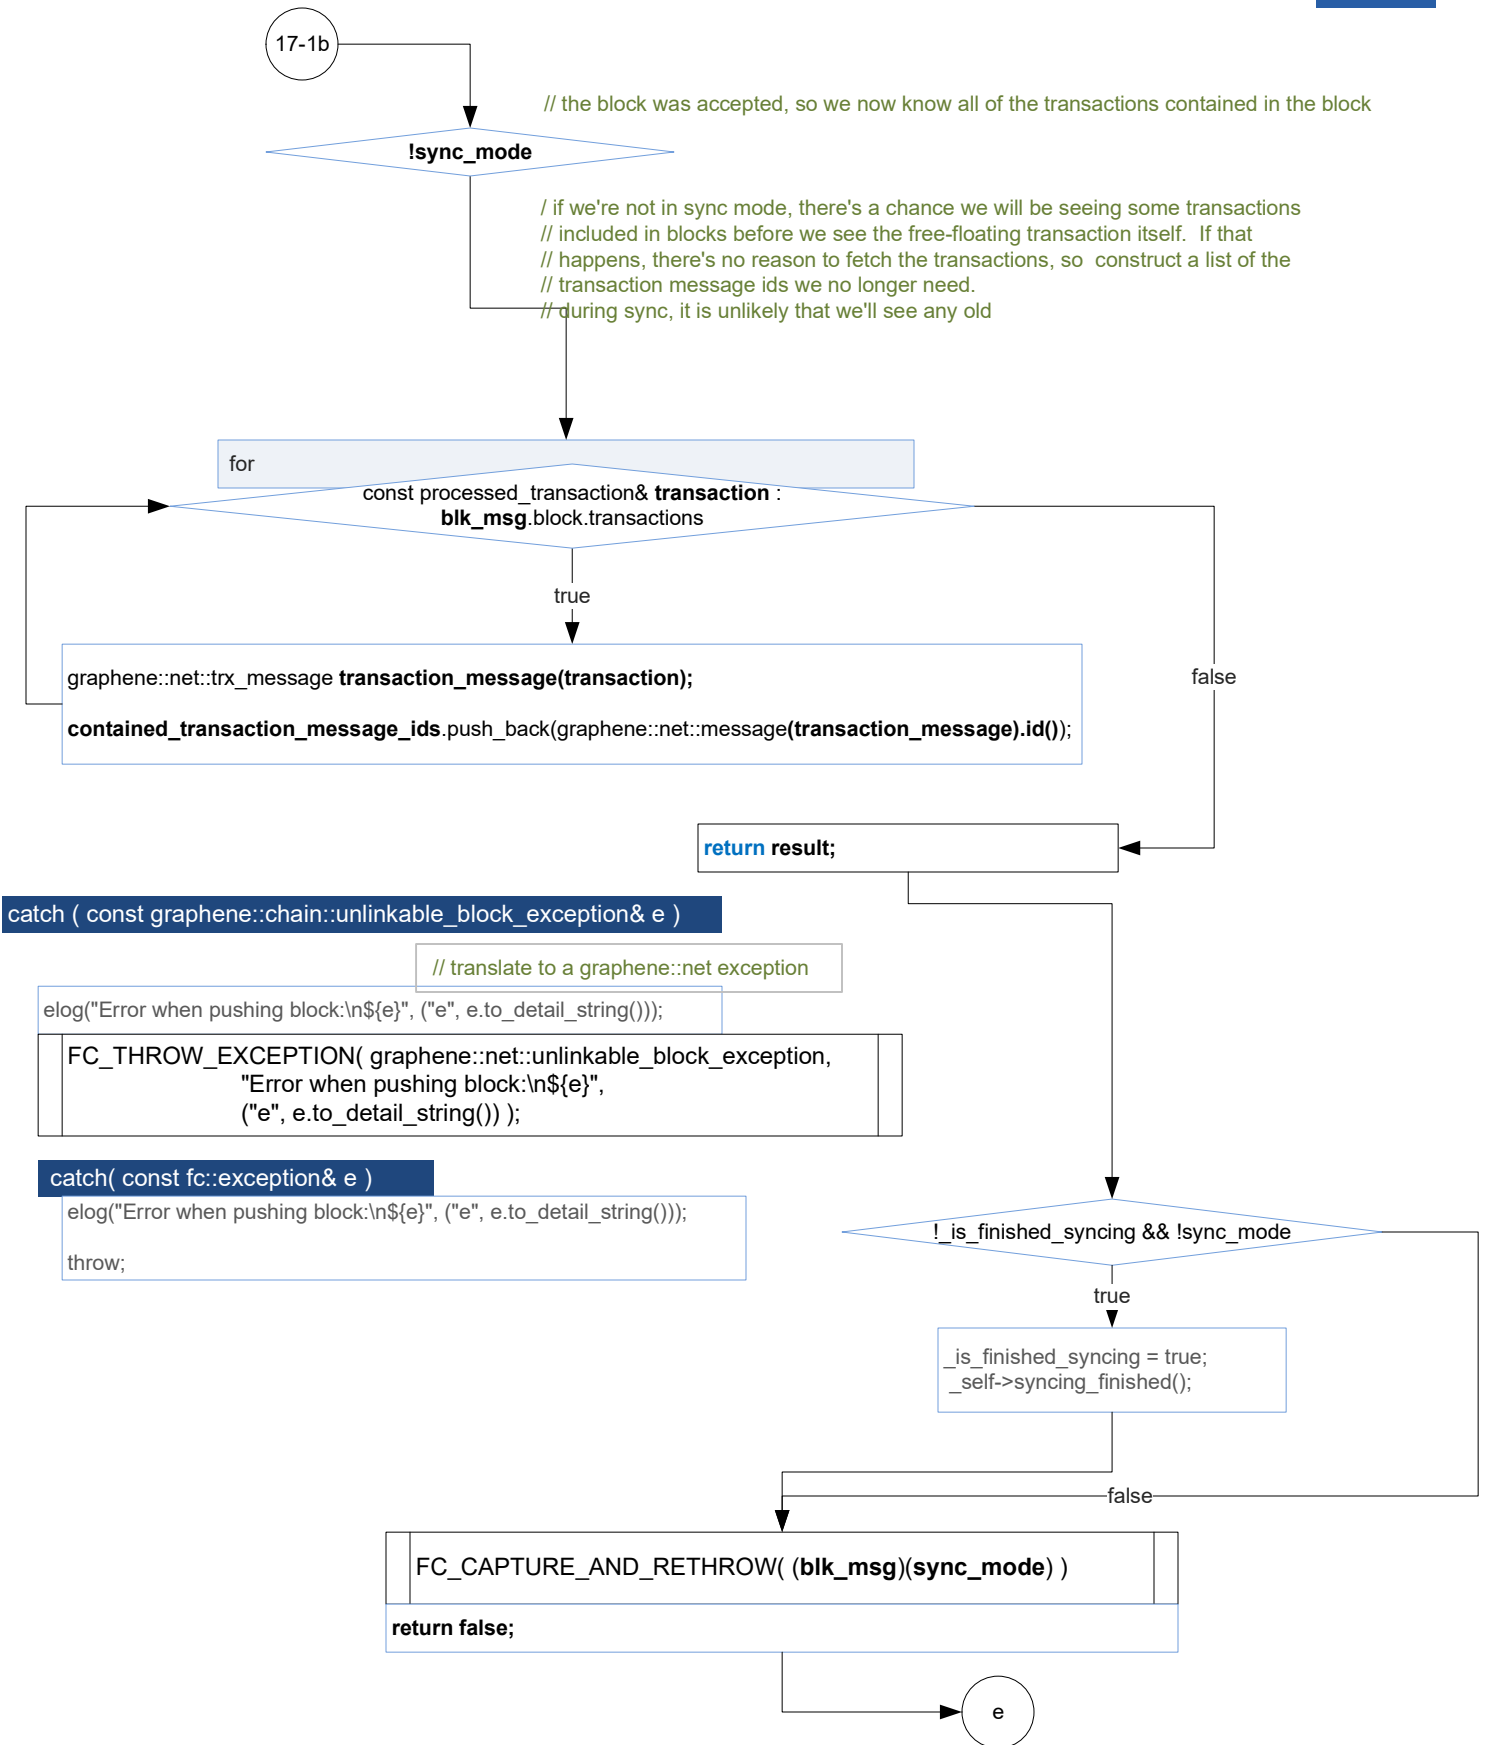 17-1b
// the block was accepted, so we now know all of the transactions contained in the block
!sync_mode
/ if we're not in sync mode, there's a chance we will be seeing some transactions
// included in blocks before we see the free-floating transaction itself.  If that
// happens, there's no reason to fetch the transactions, so  construct a list of the
// transaction message ids we no longer need.
// during sync, it is unlikely that we'll see any old
for
const processed_transaction& transaction :
blk_msg.block.transactions
true
false
graphene::net::trx_message transaction_message(transaction);
contained_transaction_message_ids.push_back(graphene::net::message(transaction_message).id());
return result;
catch ( const graphene::chain::unlinkable_block_exception& e )
// translate to a graphene::net exception
elog("Error when pushing block:\n${e}", ("e", e.to_detail_string()));
FC_THROW_EXCEPTION( graphene::net::unlinkable_block_exception,
"Error when pushing block:\n${e}",
("e", e.to_detail_string()) );
catch( const fc::exception& e )
elog("Error when pushing block:\n${e}", ("e", e.to_detail_string()));
throw;
!_is_finished_syncing && !sync_mode
true
_is_finished_syncing = true;
_self->syncing_finished();
false
FC_CAPTURE_AND_RETHROW( (blk_msg)(sync_mode) )
return false;
e